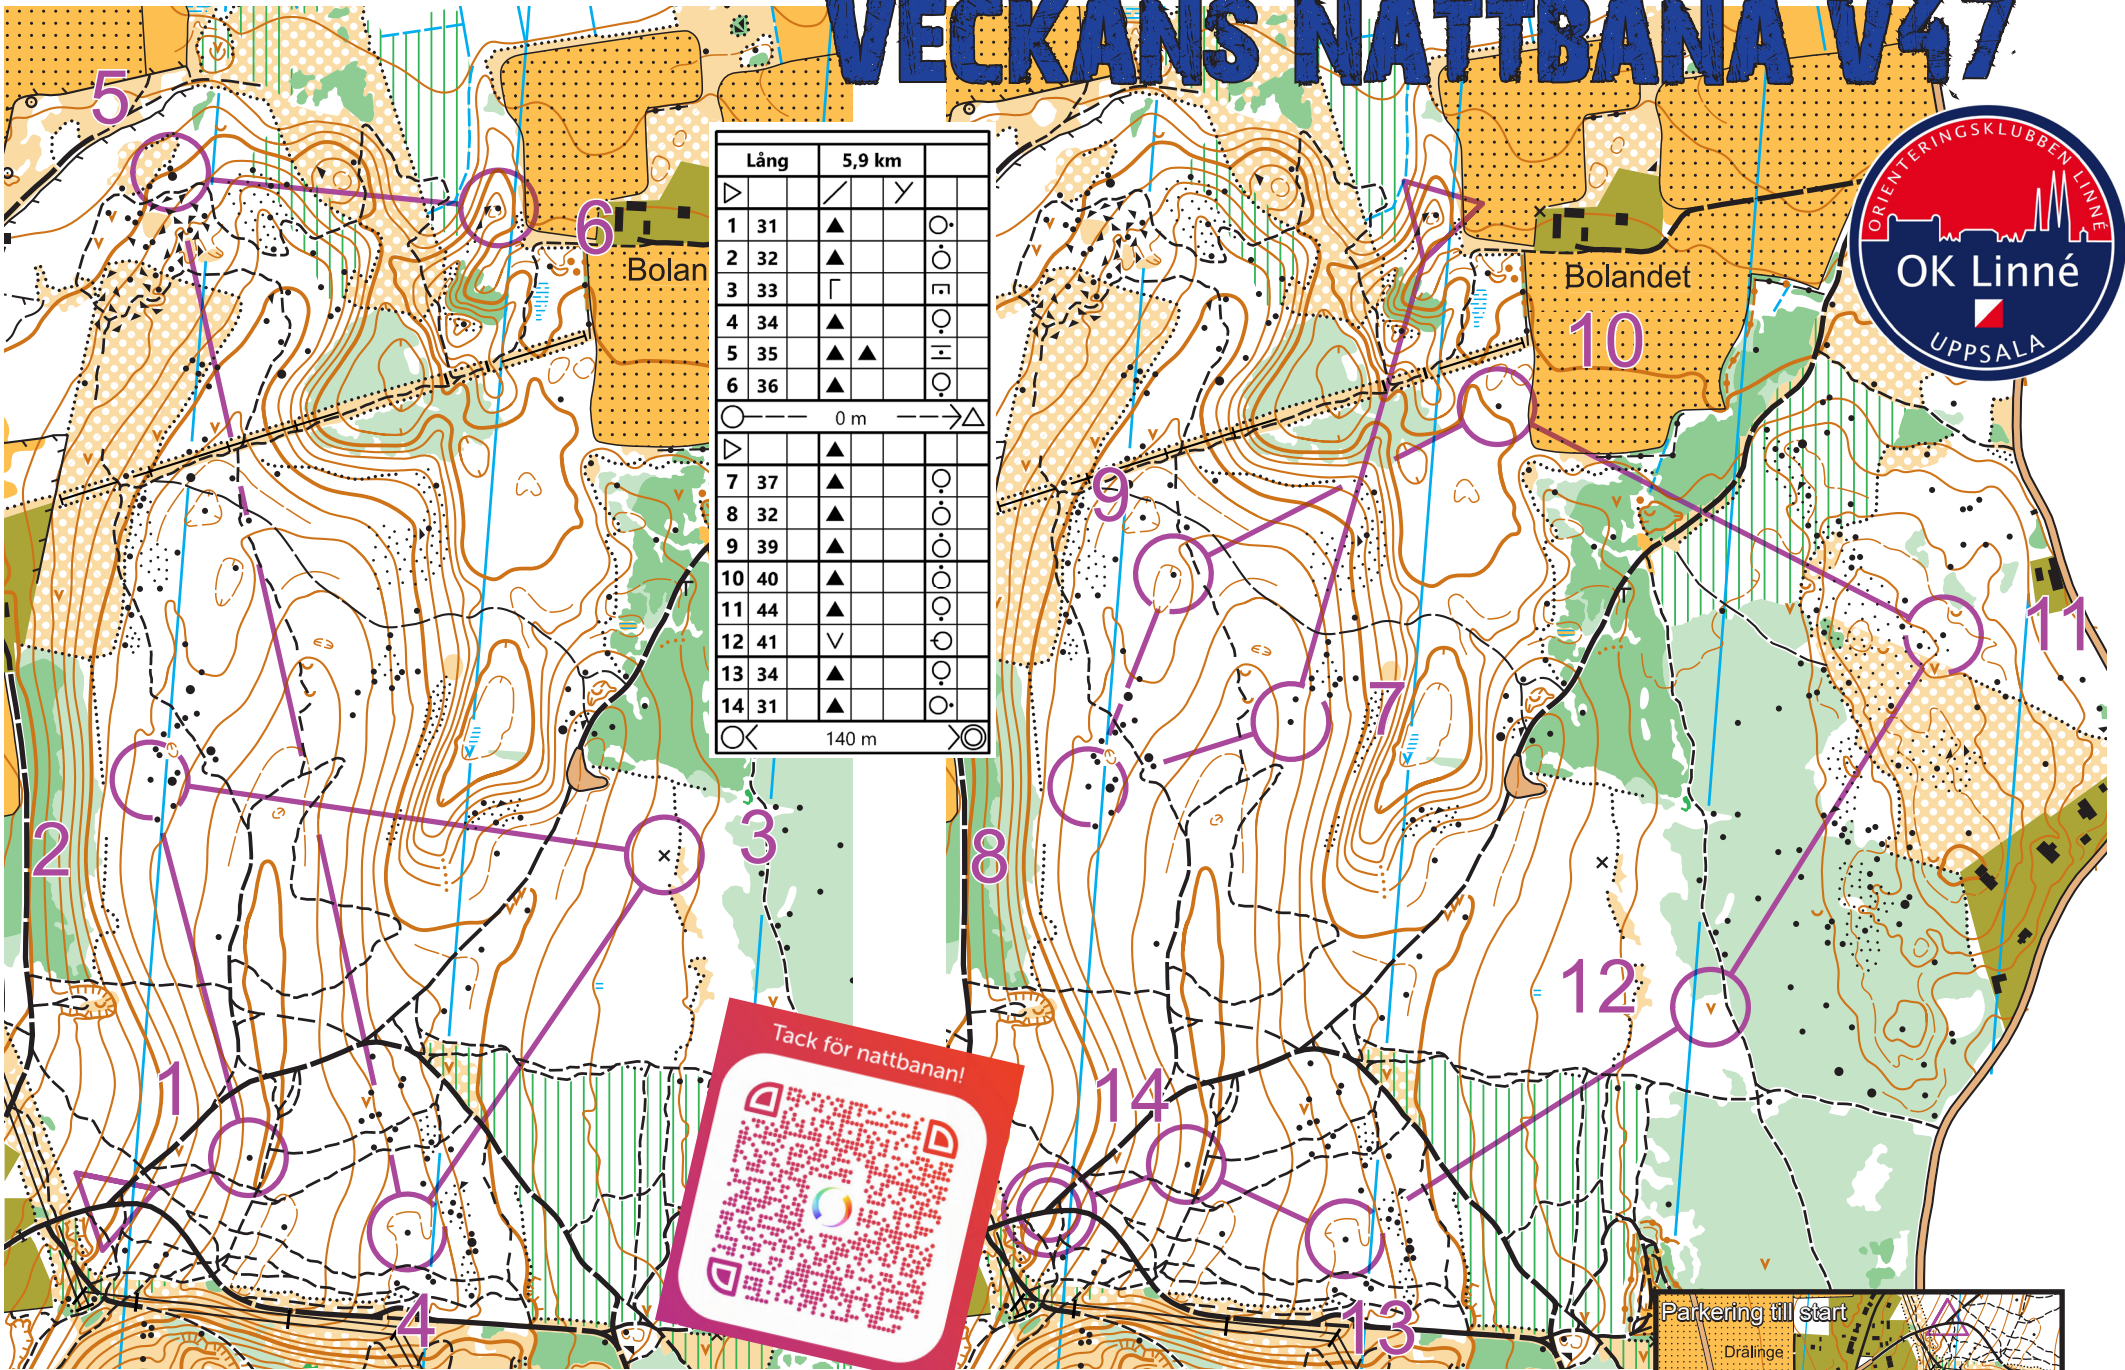 VECKANS NATTBANA V47
ORIENTERINGSKLUBBEN LINNÉ
OK Linné
UPPSALA
Lång 5,9 km
1 31
2 32
3 33
4 34
5 35
6 36
0 m
7 37
8 32
9 39
10 40
11 44
12 41
13 34
14 31
140 m
5
6
Bolan
2
3
1
4
Bolandet
10
9
11
7
8
12
14
13
Tack för nattbanan!
Parkering till start
Drälinge